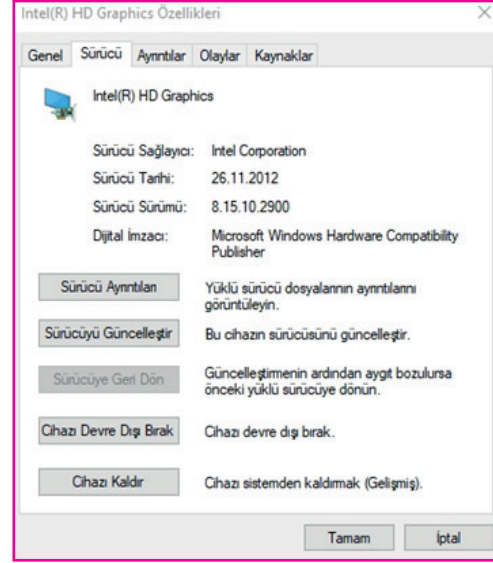 Intel(R) HD Graphics Özellikleri
Genel Sürücü Ayrıntılar Olaylar Kaynaklar
Intel(R) HD Graphics
Sürücü Sağlayıcı: Intel Corporation
Sürücü Tarihi: 26.11.2012
Sürücü Sürümü: 8.15.10.2900
Dijital İmzacı: Microsoft Windows Hardware Compatibility
Publisher
Sürücü Ayrıntıları Yüklü sürücü dosyalarının ayrıntılarını
görüntüleyin.
Sürücüyü Güncelleştir Bu cihazın sürücüsünü güncelleştir.
Sürücüye Geri Dön Güncelleştirmenin ardından aygıt bozulursa
önceki yüklü sürücüye dönün.
Cihazı Devre Dışı Bırak Cihazı devre dışı bırak.
Cihazı Kaldır Cihazı sistemden kaldırmak (Gelişmiş).
Tamam İptal